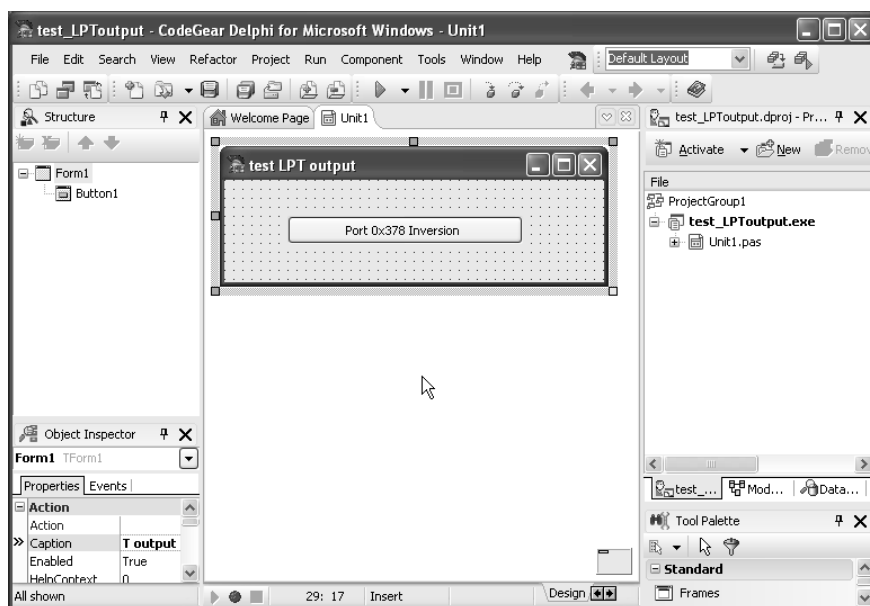 test_LPToutput - CodeGear Delphi for Microsoft Windows - Unit1
File Edit Search View Refactor Project Run Component Tools Window Help
Default Layout
Structure
Form1
Button1
Welcome Page
Unit1
test LPT output
Port 0x378 Inversion
test_LPToutput.dproj - Pr...
Activate New Remov
File
ProjectGroup1
test_LPToutput.exe
Unit1.pas
Object Inspector
Form1 TForm1
Properties Events
Action
Action
Caption T output
Enabled True
HelpContext 0
All shown
29: 17 Insert
Design
test_... Mod... Data...
Tool Palette
Standard
Frames